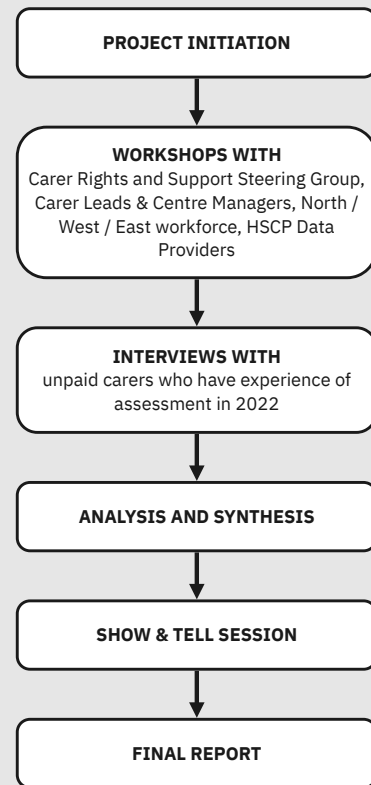 PROJECT INITIATION
WORKSHOPS WITH
Carer Rights and Support Steering Group,
Carer Leads & Centre Managers, North /
West / East workforce, HSCP Data
Providers
INTERVIEWS WITH
unpaid carers who have experience of
assessment in 2022
ANALYSIS AND SYNTHESIS
SHOW & TELL SESSION
FINAL REPORT